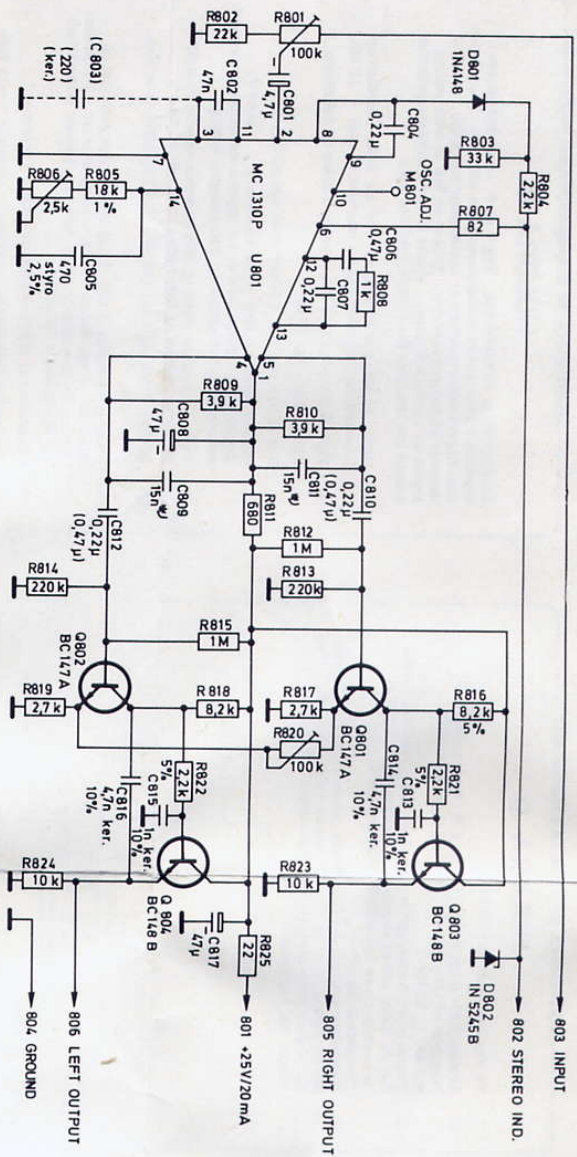 R802
22k
R801
100k
(C803)
(220)
(ker.)
C802
47n
C801
4,7µ
D801
1N4148
C804
0,22µ
R803
33k
R804
2,2k
3
11
2
8
9
7
14
10
6
12
13
4
5
1
MC 1310P
U801
OSC. ADJ.
M801
R807
82
R806
2,5k
R805
18k
1%
C805
470
styro
2,5%
C806
0,47µ
R808
1k
C807
0,22µ
R809
3,9k
R810
3,9k
C808
47µ
C809
15n
C811
15n
C810
0,22µ
(0,47µ)
R811
680
C812
0,22µ
(0,47µ)
R812
1M
R813
220k
R814
220k
R815
1M
Q802
BC147A
Q801
BC147A
R819
2,7k
R818
8,2k
R817
2,7k
R816
8,2k
5%
R820
100k
R822
2,2k
5%
R821
2,2k
5%
C816
4,7n ker.
10%
C815
1n ker.
10%
C814
4,7n ker.
10%
C813
1n ker.
10%
R824
10k
Q804
BC148B
R823
10k
Q803
BC148B
C817
47µ
R825
22
D802
IN 5245B
803 INPUT
802 STEREO IND.
805 RIGHT OUTPUT
801 +25V/20mA
806 LEFT OUTPUT
804 GROUND